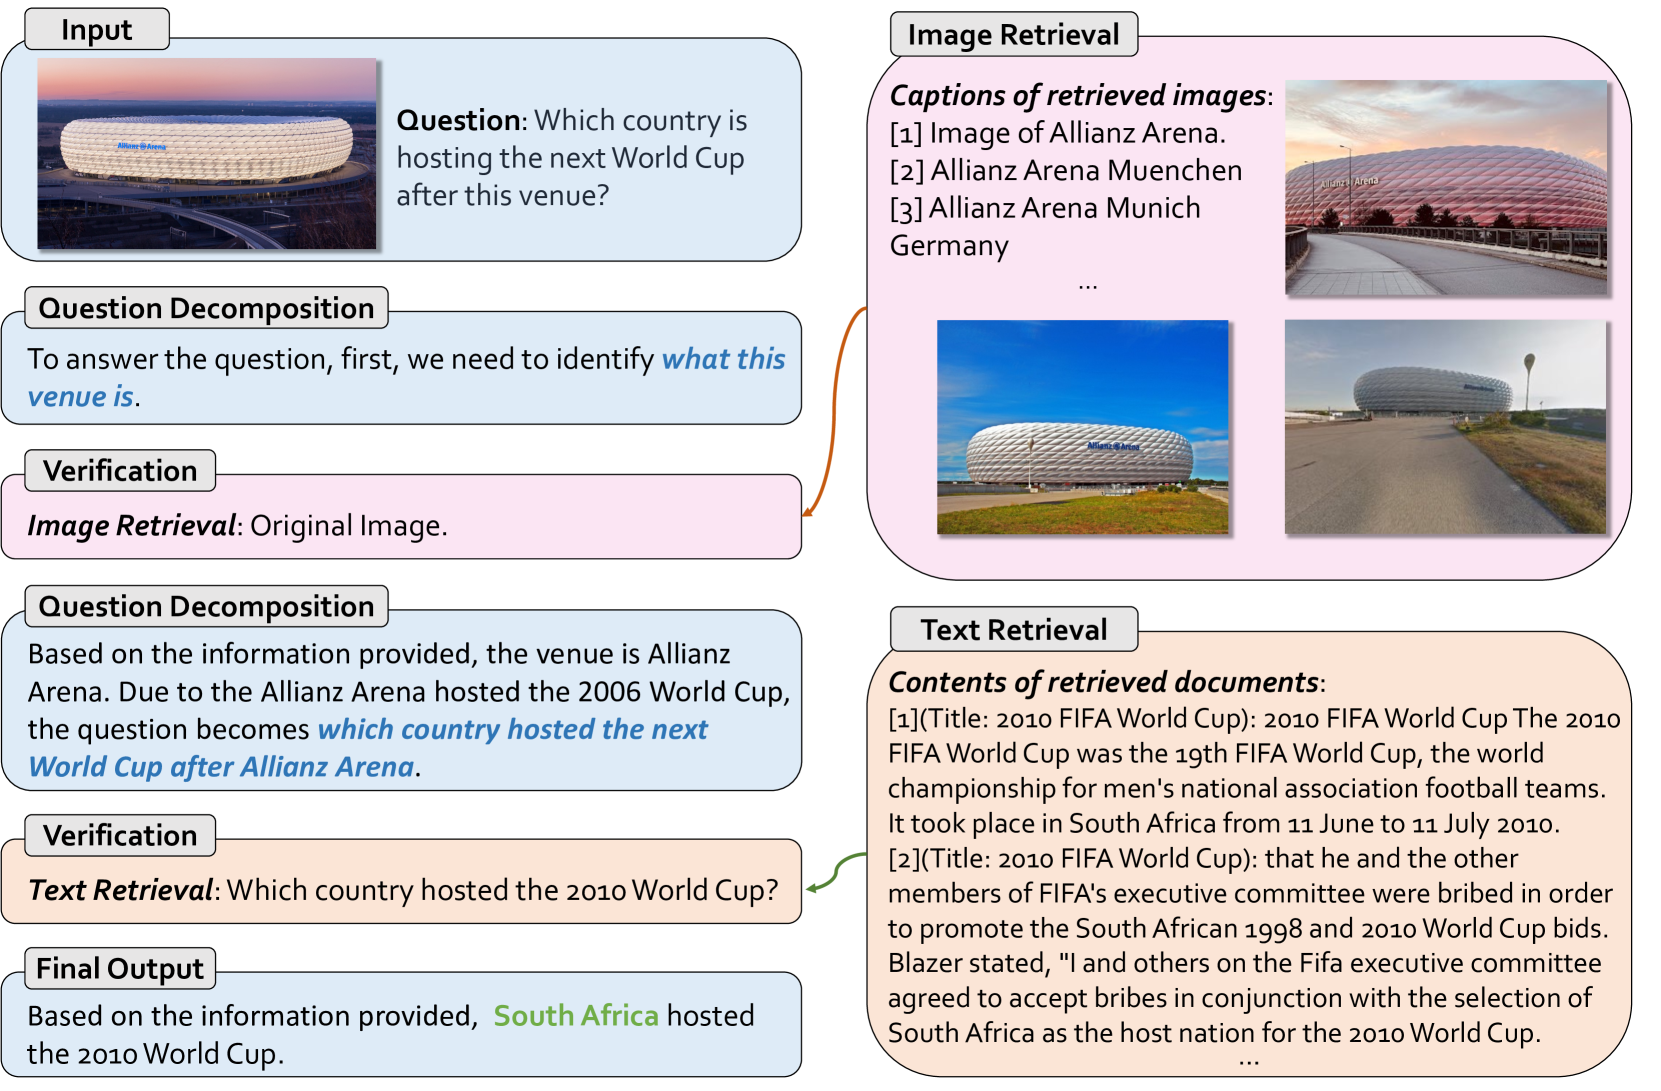 Input
Allianz Arena
Question: Which country is
hosting the next World Cup
after this venue?
Question Decomposition
To answer the question, first, we need to identify what this
venue is.
Verification
Image Retrieval: Original Image.
Question Decomposition
Based on the information provided, the venue is Allianz
Arena. Due to the Allianz Arena hosted the 2006 World Cup,
the question becomes which country hosted the next
World Cup after Allianz Arena.
Verification
Text Retrieval: Which country hosted the 2010 World Cup?
Final Output
Based on the information provided, South Africa hosted
the 2010 World Cup.
Image Retrieval
Captions of retrieved images:
[1] Image of Allianz Arena.
[2] Allianz Arena Muenchen
[3] Allianz Arena Munich
Germany
...
Allianz Arena
Allianz Arena
Text Retrieval
Contents of retrieved documents:
[1](Title: 2010 FIFA World Cup): 2010 FIFA World Cup The 2010
FIFA World Cup was the 19th FIFA World Cup, the world
championship for men's national association football teams.
It took place in South Africa from 11 June to 11 July 2010.
[2](Title: 2010 FIFA World Cup): that he and the other
members of FIFA's executive committee were bribed in order
to promote the South African 1998 and 2010 World Cup bids.
Blazer stated, "I and others on the Fifa executive committee
agreed to accept bribes in conjunction with the selection of
South Africa as the host nation for the 2010 World Cup.
...